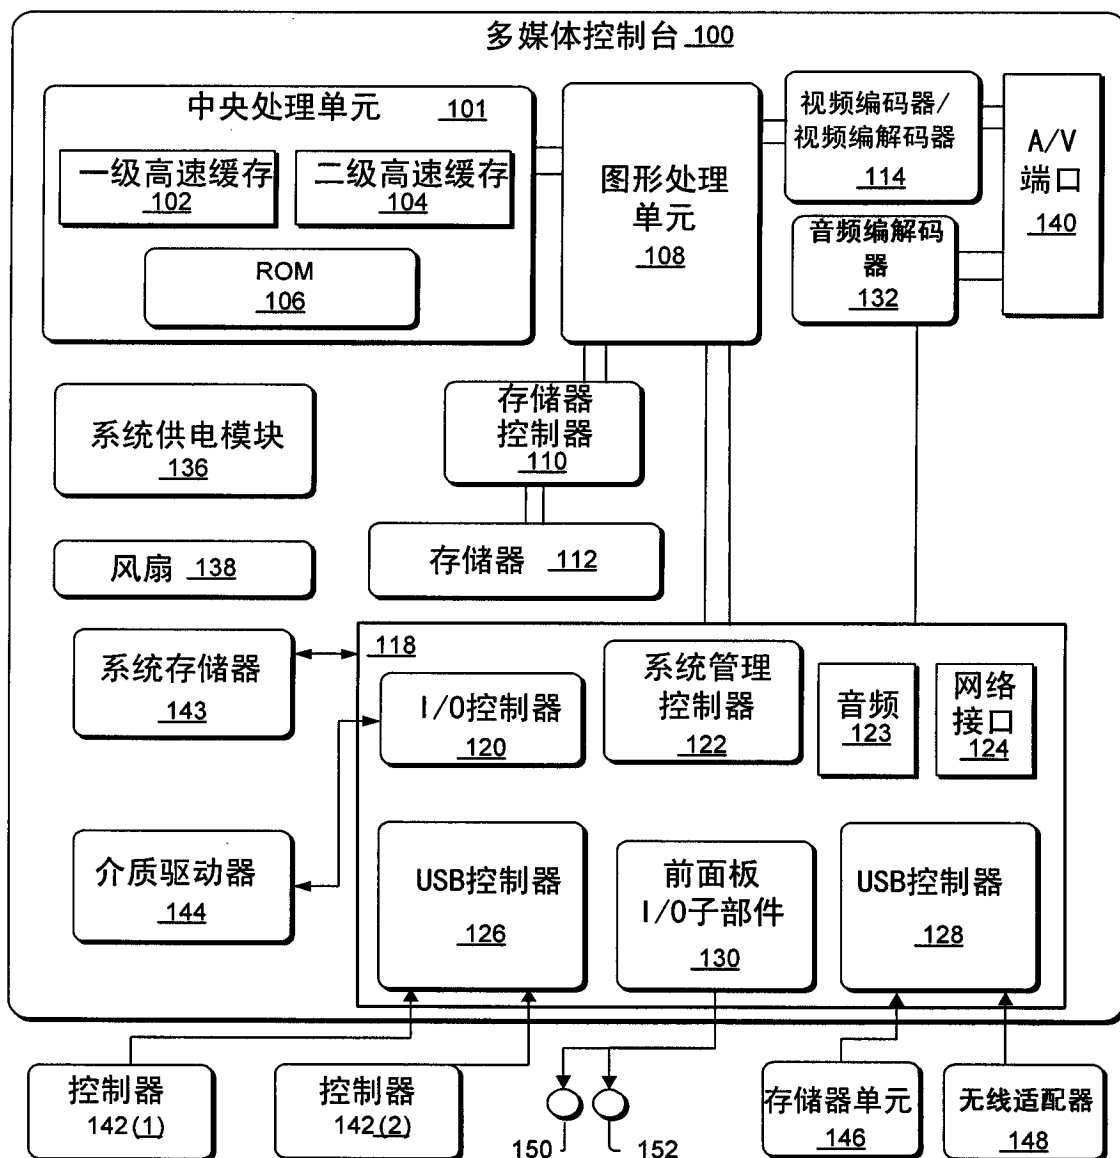 多媒体控制台 100
中央处理单元 101
一级高速缓存
102
二级高速缓存
104
ROM
106
图形处理
单元
108
视频编码器/
视频编解码器
114
A/V
端口
140
音频编解码
器
132
存储器
控制器
110
系统供电模块
136
存储器 112
风扇 138
系统存储器
143
118
I/O控制器
120
系统管理
控制器
122
音频
123
网络
接口
124
介质驱动器
144
USB控制器
126
前面板
I/O子部件
130
USB控制器
128
控制器
142(1)
控制器
142(2)
150
152
存储器单元
146
无线适配器
148